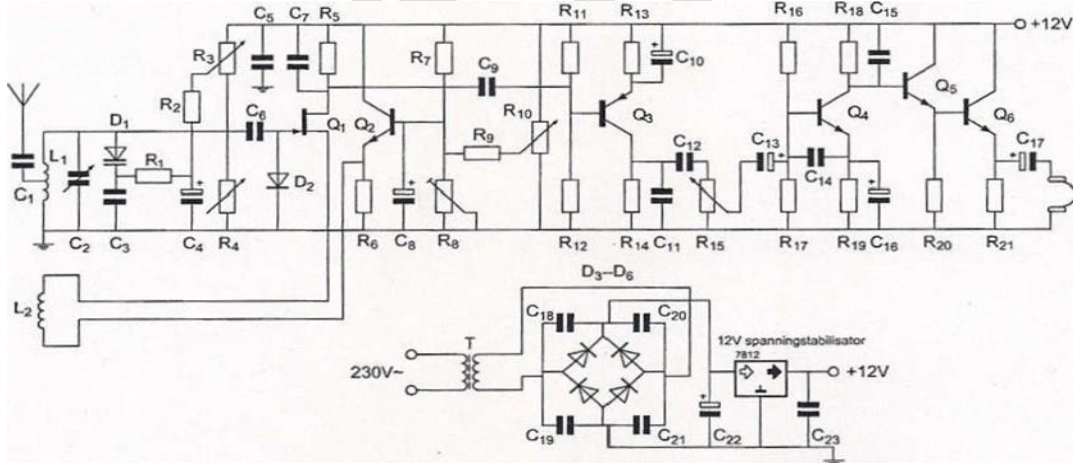 C5 C7 R5 R11 R13 R16 R18 C15
+12V
R3 R7 C9 C10
R2 R10 Q5
D1 C6 Q1 Q2 Q3 Q4 Q6
L1 R1 R9 C12 C13 C17
C1 D2 C14
C2 C3 C4 R4 R6 C8 R8 R12 R14 C11 R15 R17 R19 C16 R20 R21
D3–D6
L2
C18 C20
T 12V spanningstabilisator
7812
230V~ +12V
C19 C21 C22 C23